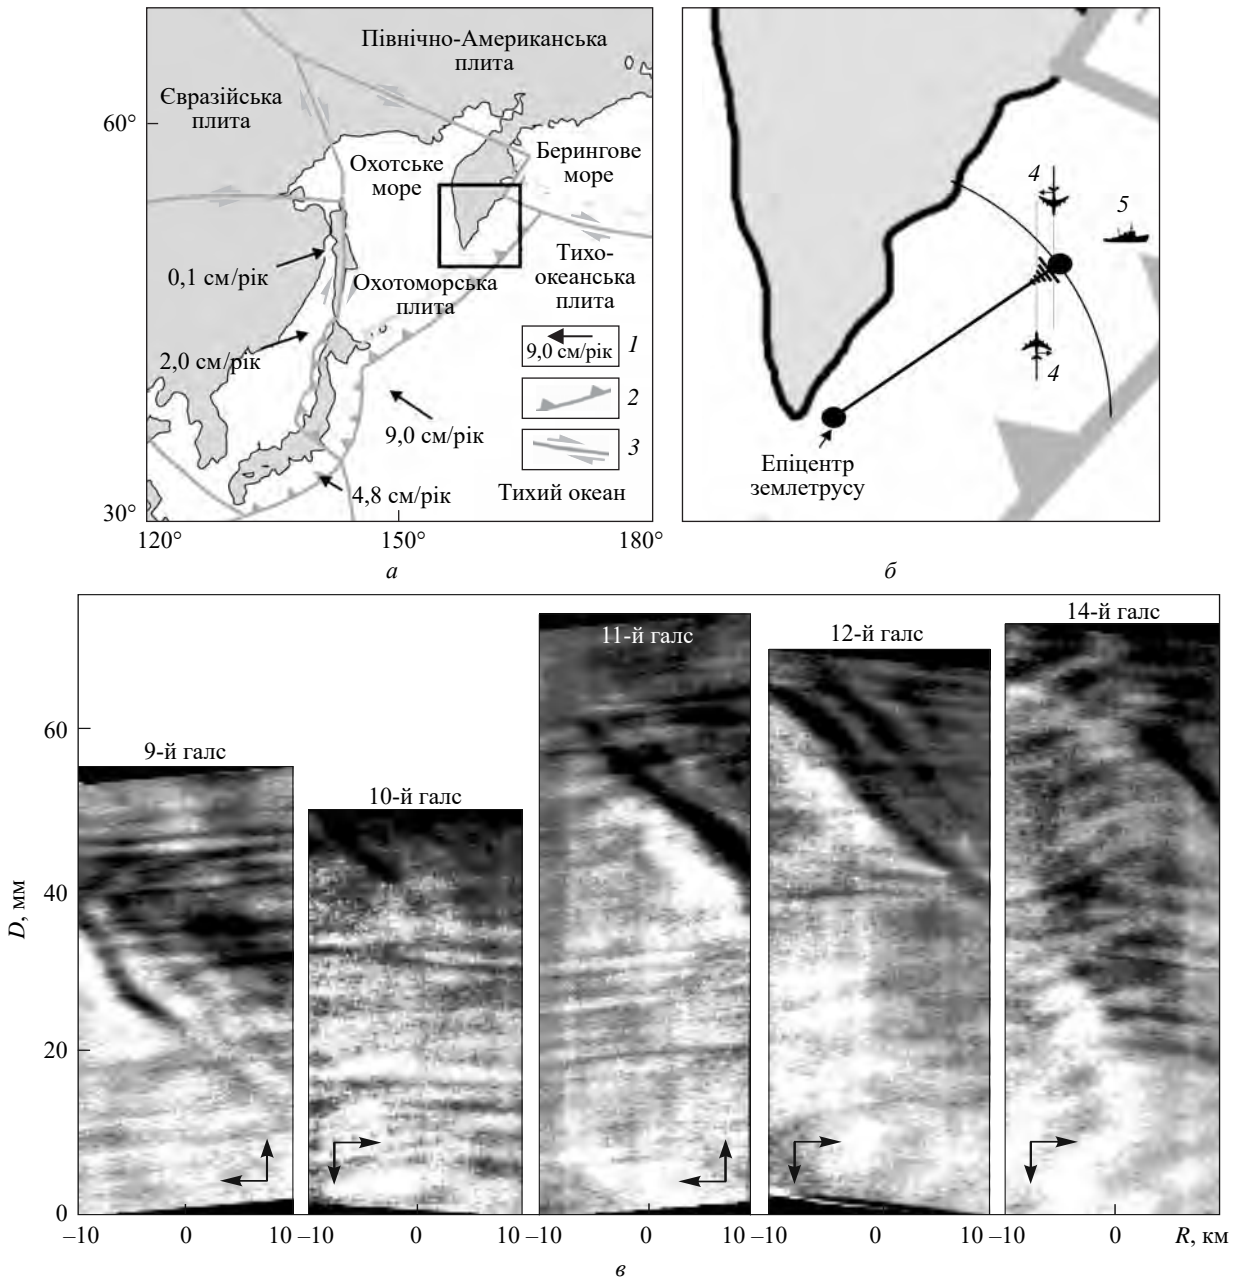 Північно-Американська
плита
Євразійська
плита
60°
Охотське
море
Берингове
море
0,1 см/рік
Охотоморська
плита
Тихо-
океанська
плита
2,0 см/рік
9,0 см/рік
1
2
9,0 см/рік
3
4,8 см/рік
Тихий океан
30°
120°
150°
180°
а
4
5
4
Епіцентр
землетрусу
б
9-й галс
10-й галс
11-й галс
12-й галс
14-й галс
D, мм
60
40
20
0
–10
0
10
–10
0
10
–10
0
10
–10
0
10
–10
0
R, км
в